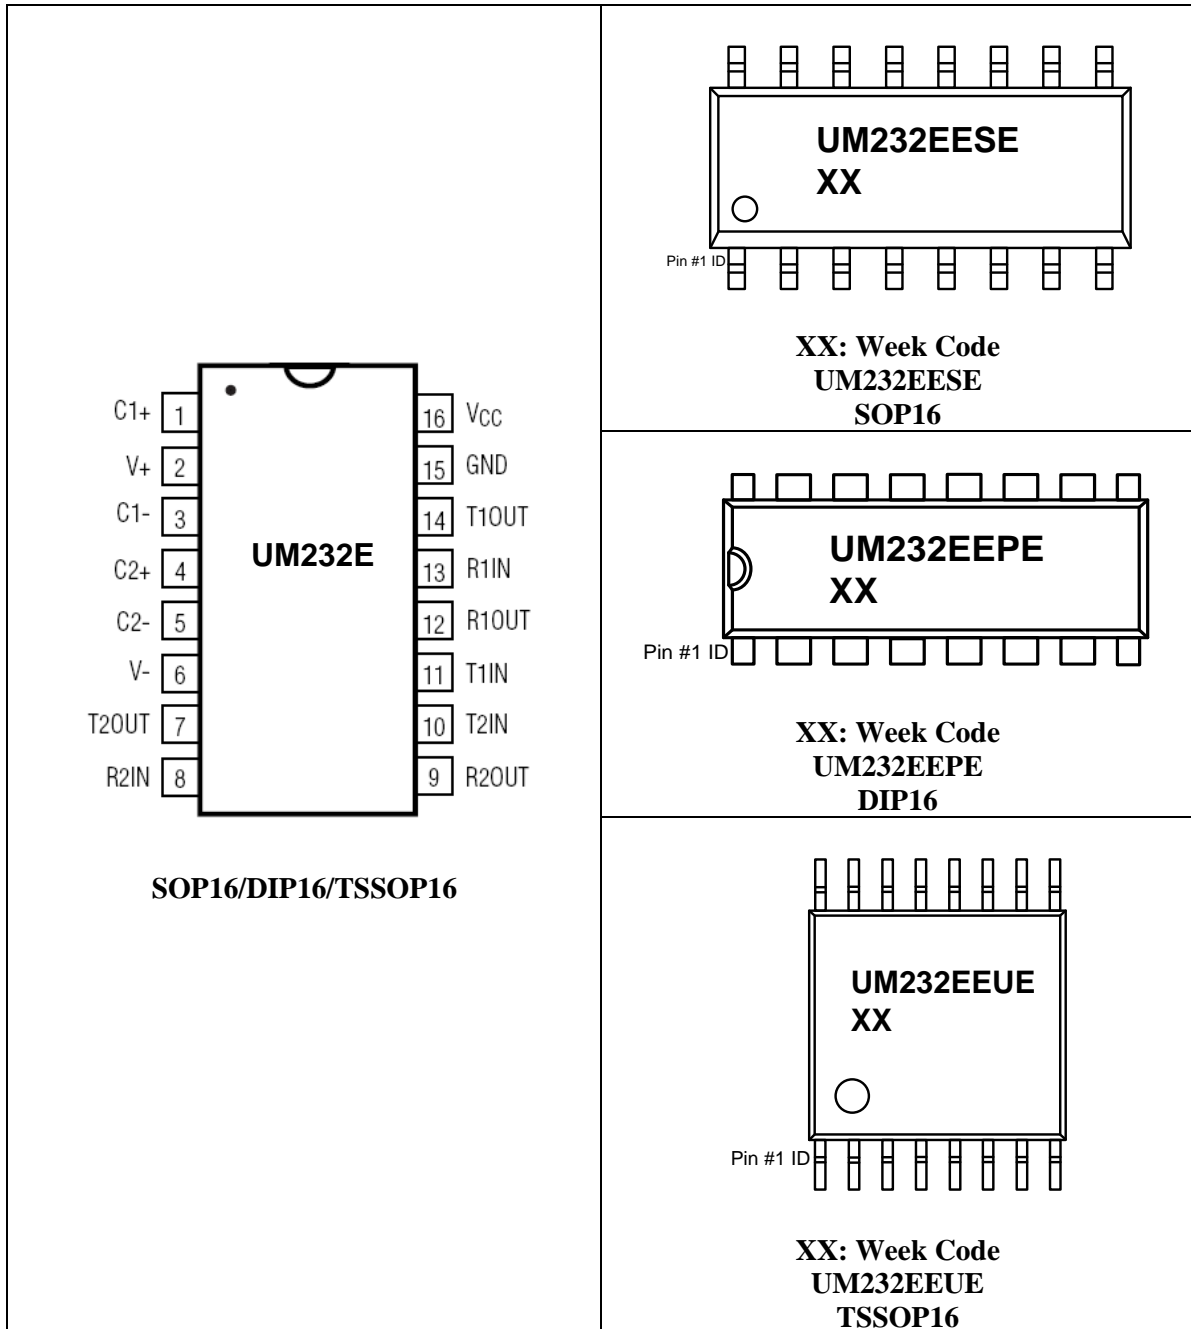 C1+ 1
V+ 2
C1- 3
C2+ 4
C2- 5
V- 6
T2OUT 7
R2IN 8
UM232E
16 VCC
15 GND
14 T1OUT
13 R1IN
12 R1OUT
11 T1IN
10 T2IN
9 R2OUT
SOP16/DIP16/TSSOP16
UM232EESE
XX
Pin #1 ID
XX: Week Code
UM232EESE
SOP16
UM232EEPE
XX
Pin #1 ID
XX: Week Code
UM232EEPE
DIP16
UM232EEUE
XX
Pin #1 ID
XX: Week Code
UM232EEUE
TSSOP16